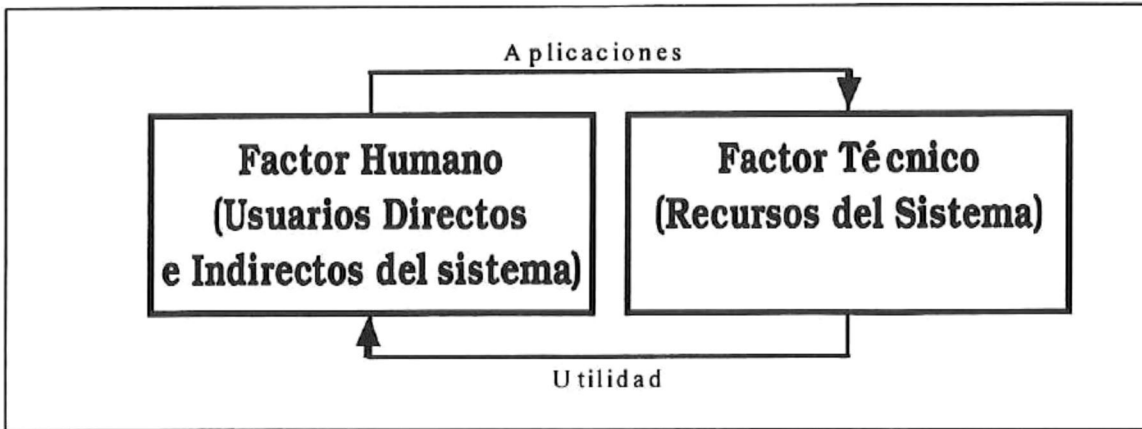 Aplicaciones
Factor Humano
(Usuarios Directos
e Indirectos del sistema)
Factor Técnico
(Recursos del Sistema)
Utilidad